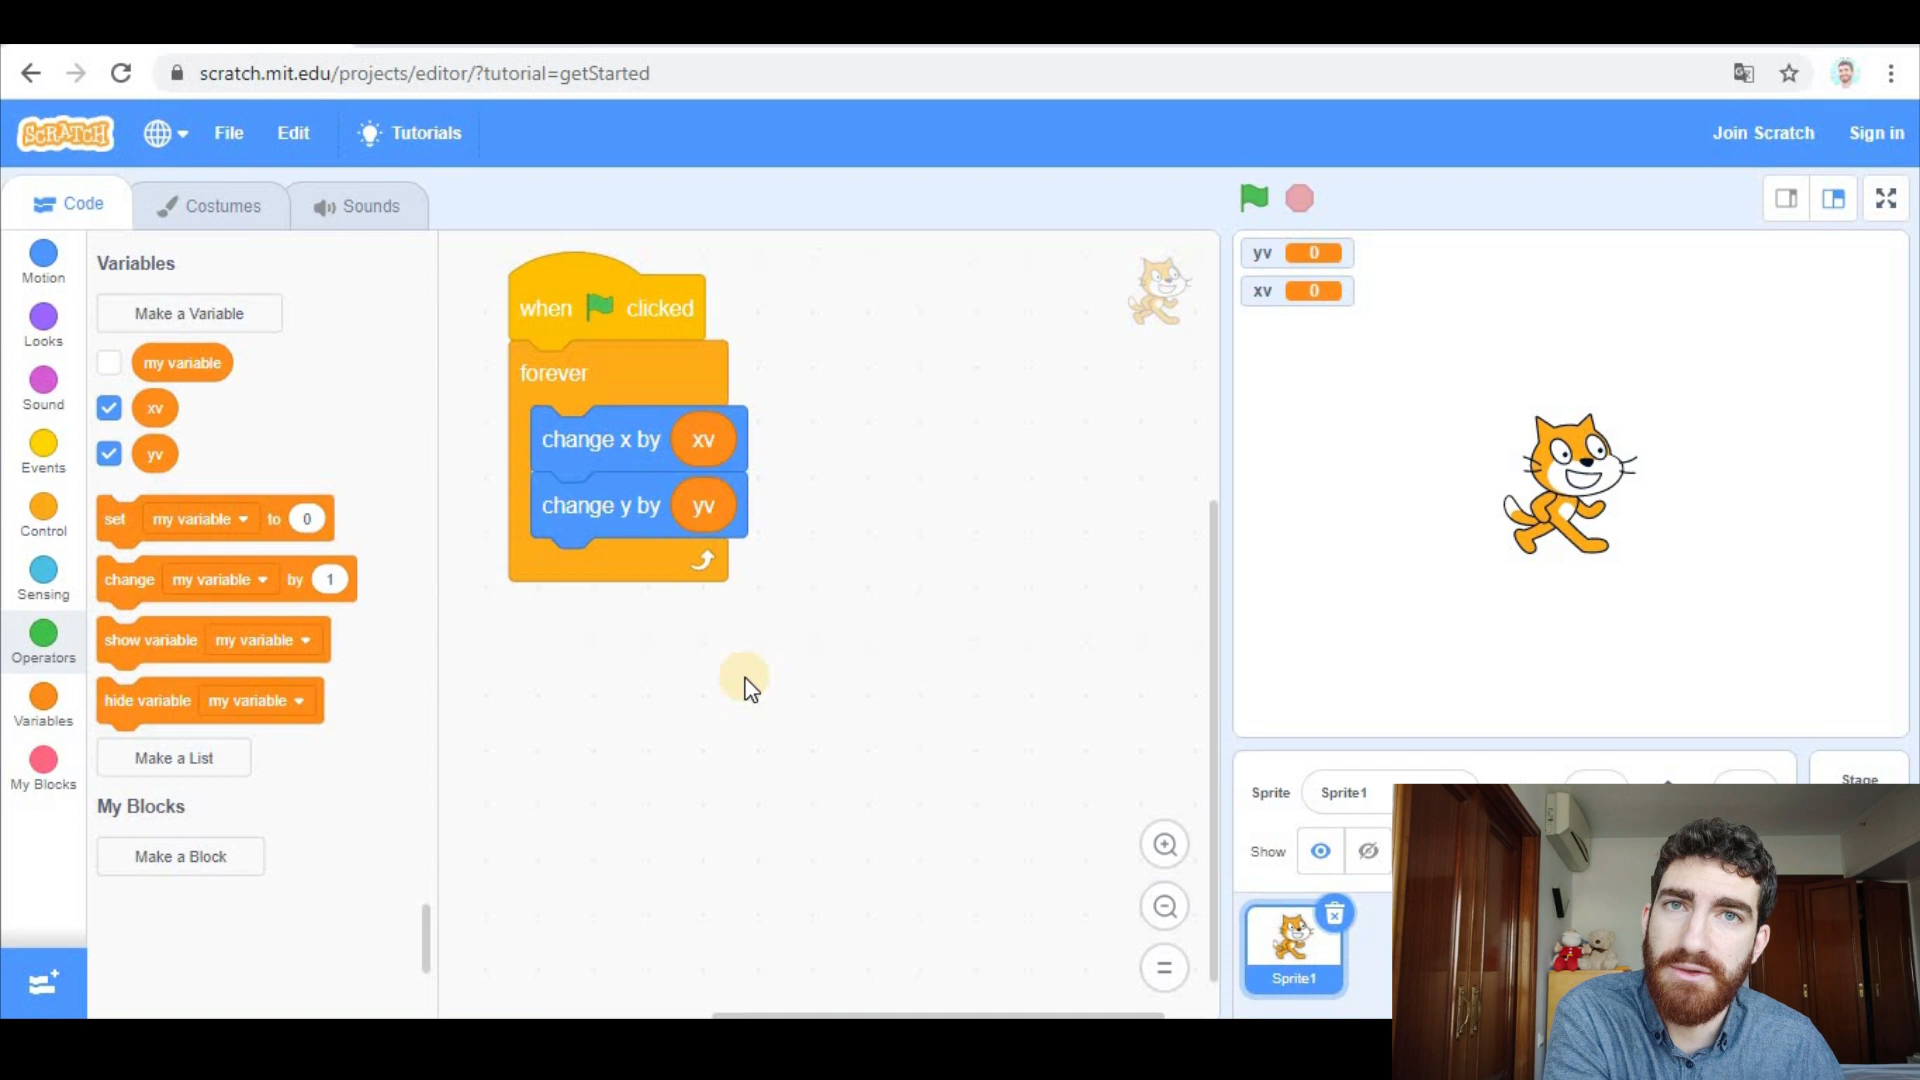 scratch.mit.edu/projects/editor/?tutorial=getStarted
SCRATCH
File
Edit
Tutorials
Join Scratch
Sign in
Code
Costumes
Sounds
Motion
Looks
Sound
Events
Control
Sensing
Operators
Variables
My Blocks
Variables
Make a Variable
my variable
xv
yv
set my variable to 0
change my variable by 1
show variable my variable
hide variable my variable
Make a List
My Blocks
Make a Block
when clicked
forever
change x by xv
change y by yv
yv 0
xv 0
Sprite Sprite1
Show
Sprite1
Stage